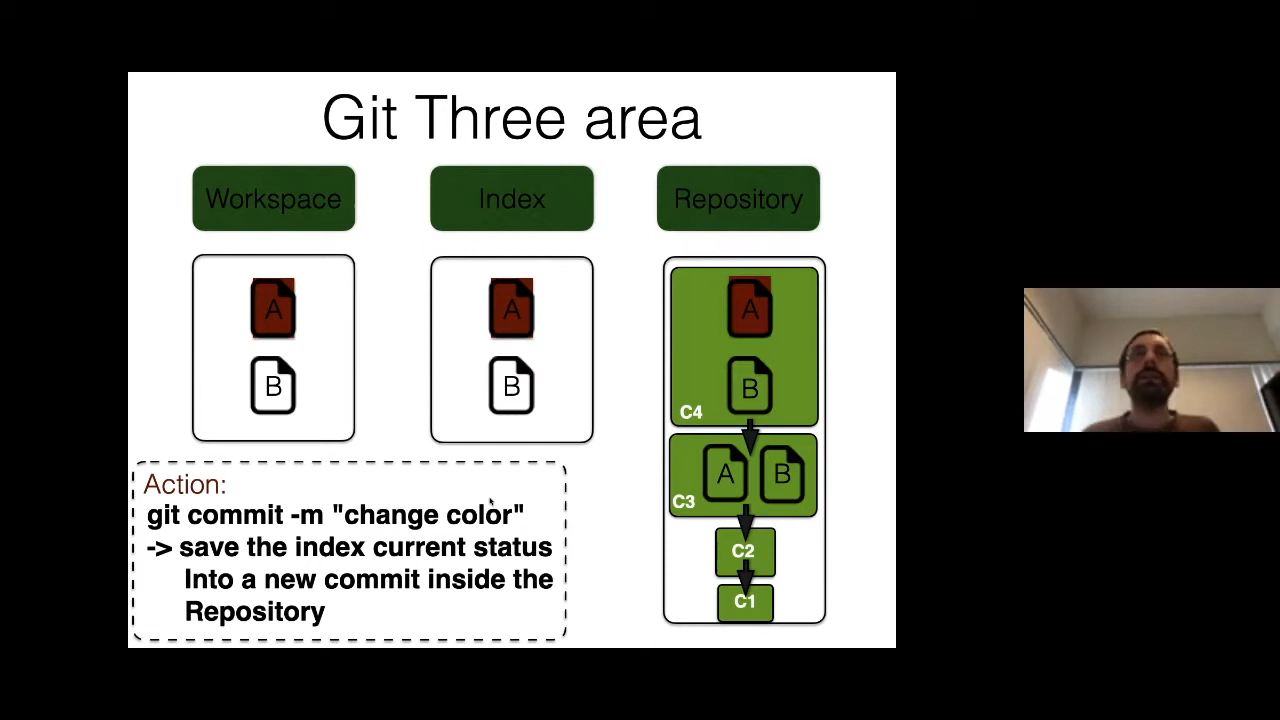 Git Three area
Workspace
Index
Repository
A
A
A
B
B
B
C4
A
B
C3
C2
C1
Action:
git commit -m "change color"
-> save the index current status
Into a new commit inside the
Repository